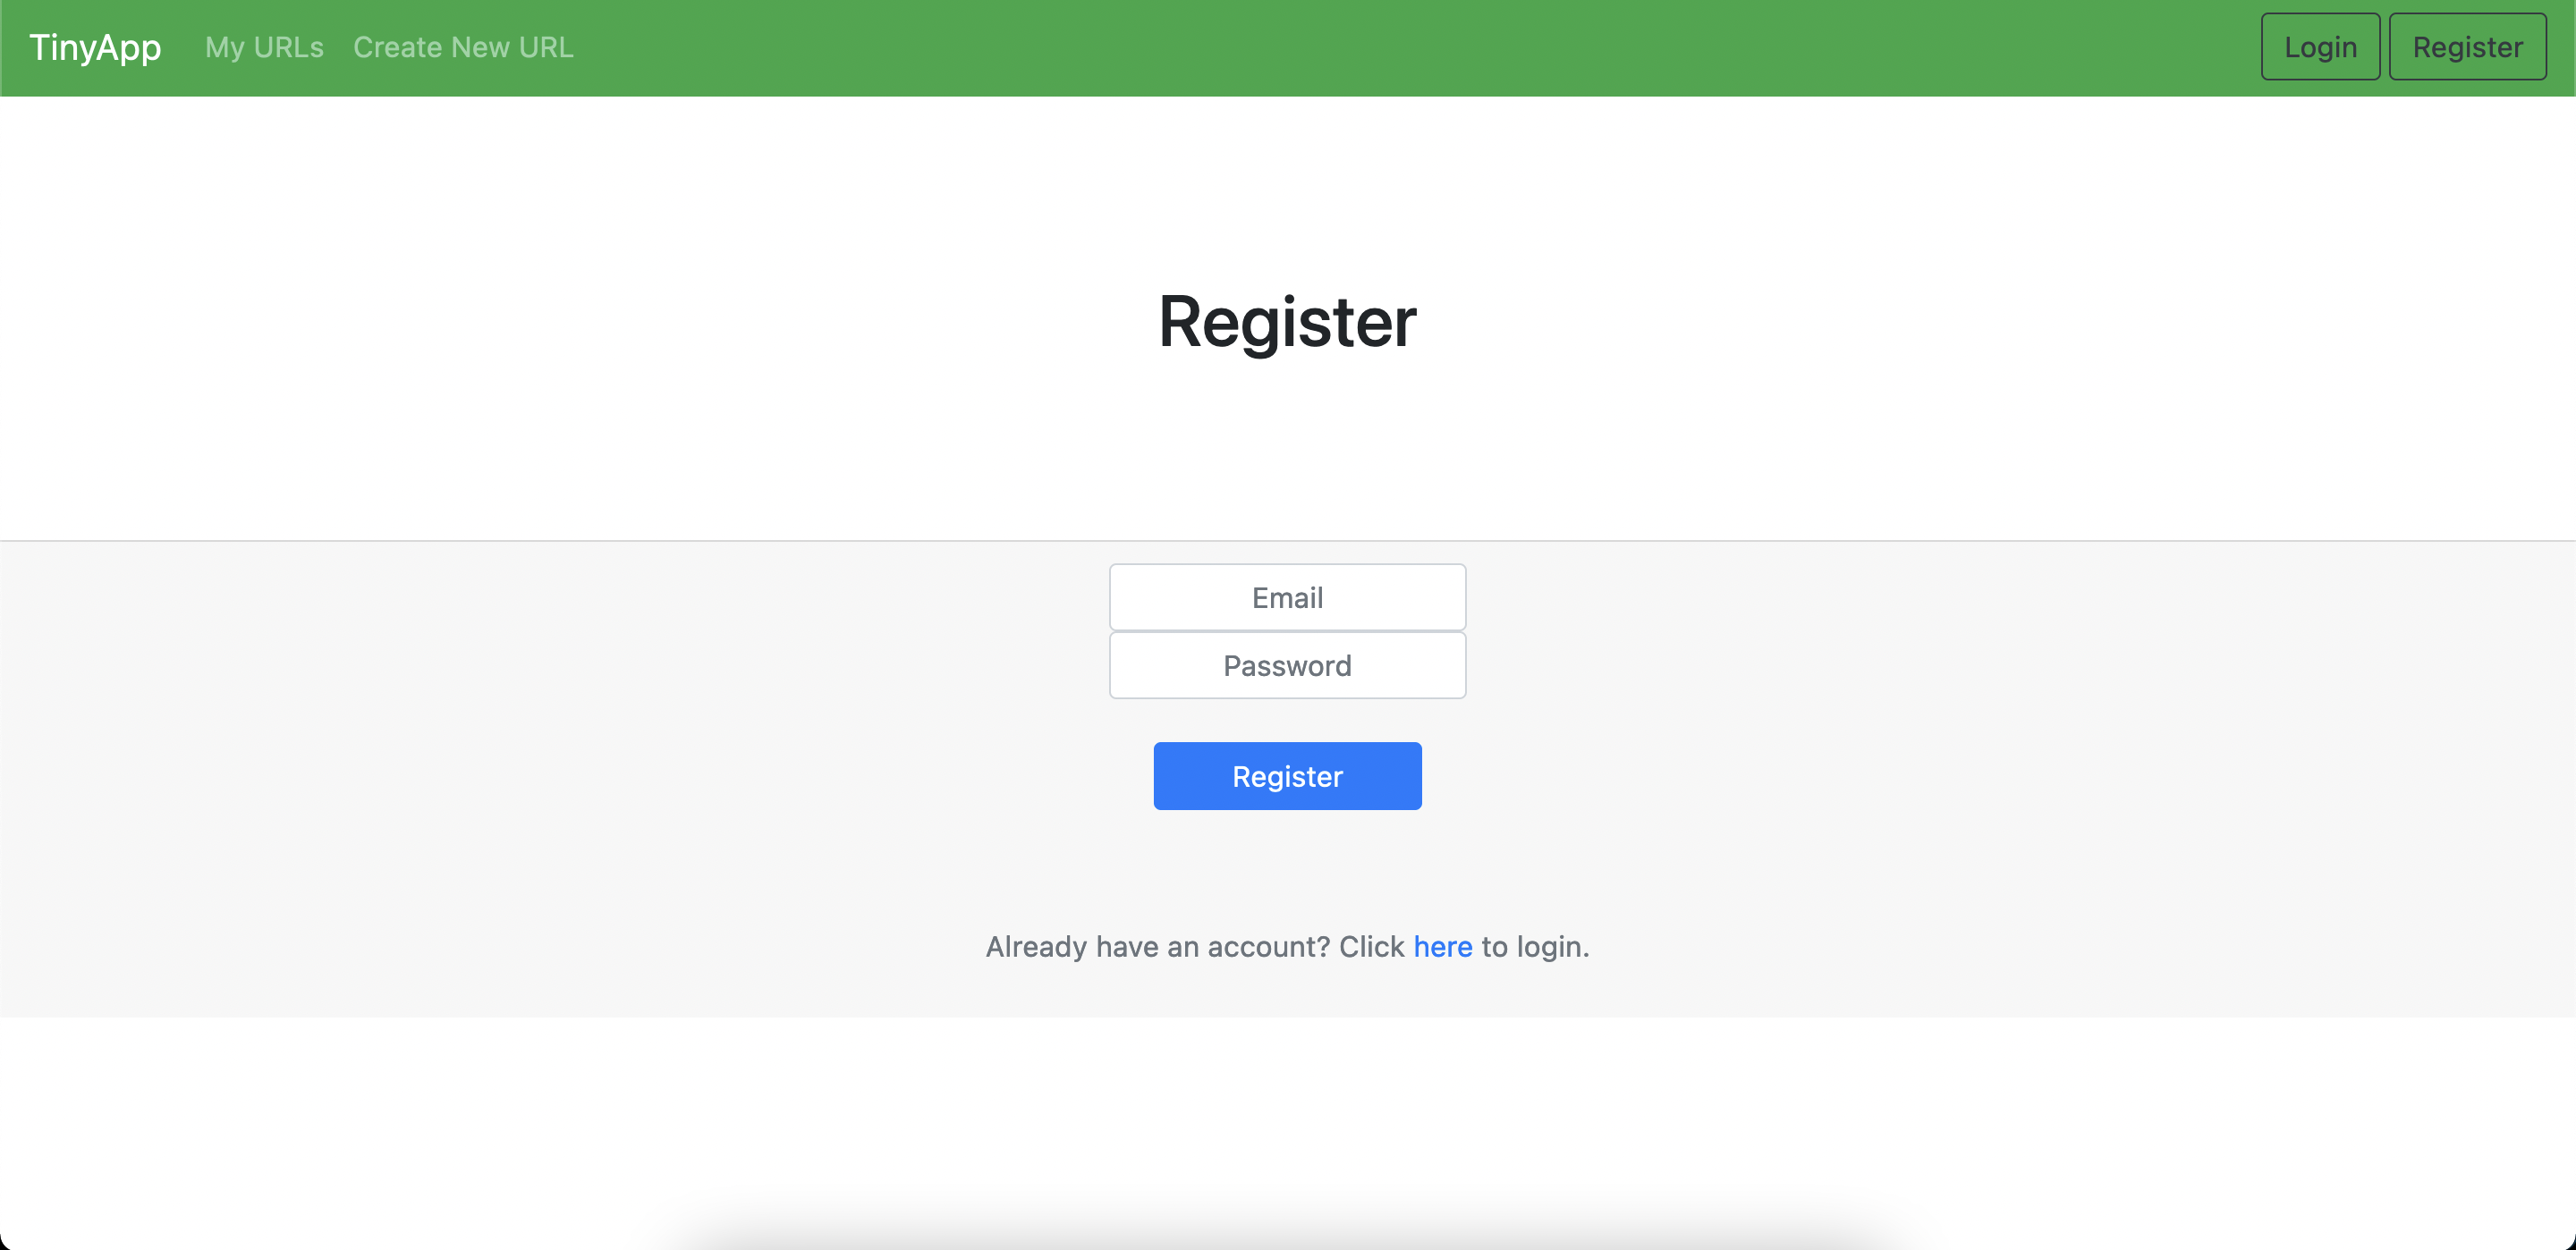 TinyApp My URLs Create New URL Login Register
Register
Email
Password
Register
Already have an account? Click here to login.